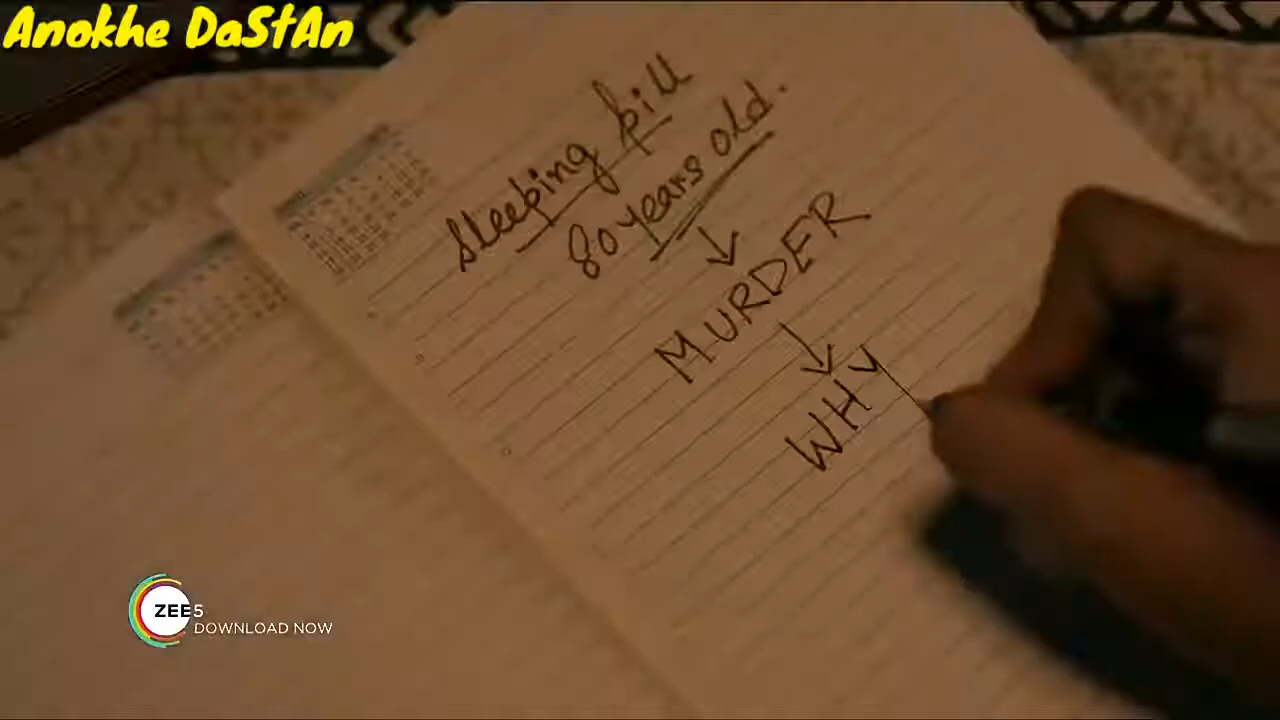 Anokhe DaStAn
Sleeping pill
80 years old.
MURDER
WHY
ZEE5
DOWNLOAD NOW